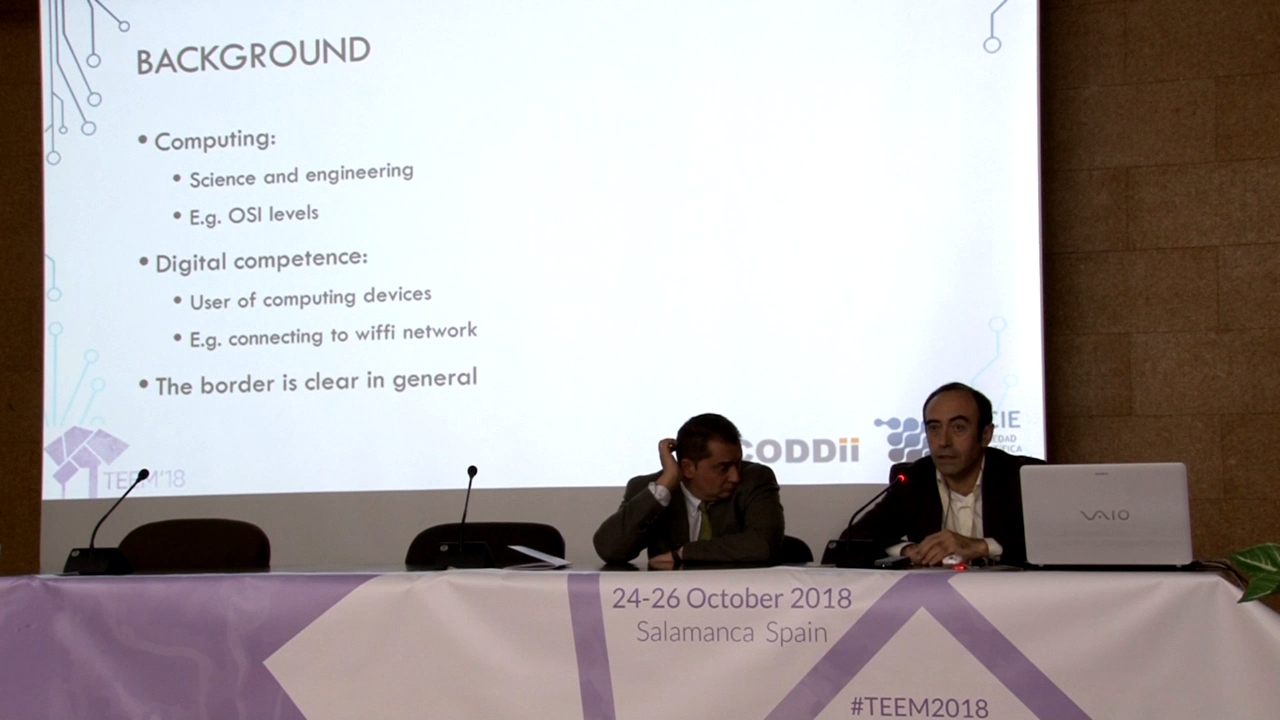 BACKGROUND
• Computing:
• Science and engineering
• E.g. OSI levels
• Digital competence:
• User of computing devices
• E.g. connecting to wiffi network
• The border is clear in general
TEEM'18
CODDii
CIE
VAIO
24-26 October 2018
Salamanca Spain
#TEEM2018